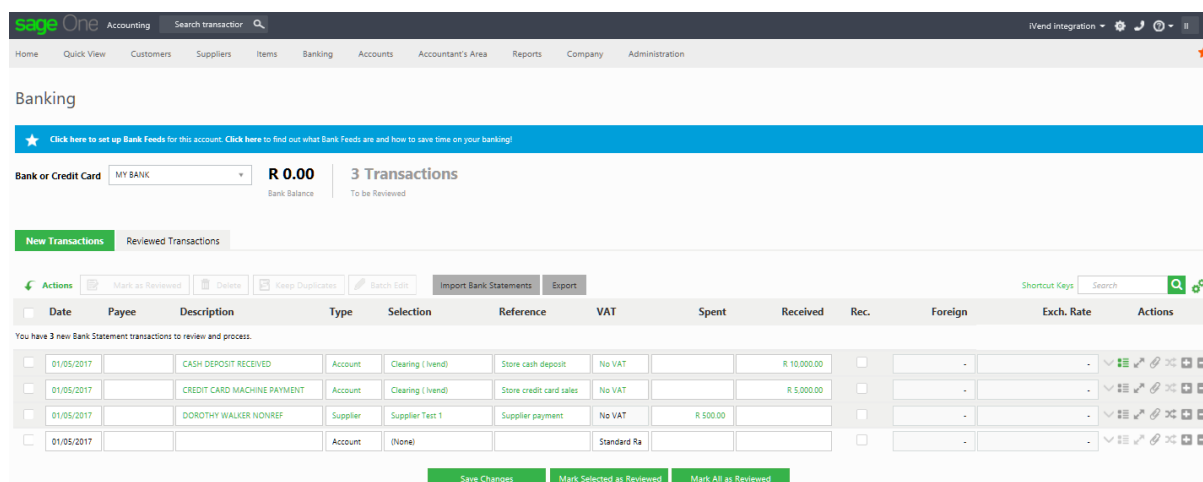 sage One Accounting Search transaction iVend integration
Home Quick View Customers Suppliers Items Banking Accounts Accountant's Area Reports Company Administration
Banking
Click here to set up Bank Feeds for this account. Click here to find out what Bank Feeds are and how to save time on your banking!
Bank or Credit Card MY BANK R 0.00 3 Transactions
Bank Balance To be Reviewed
New Transactions Reviewed Transactions
Actions Mark as Reviewed Delete Keep Duplicates Batch Edit Import Bank Statements Export Shortcut Keys Search
Date Payee Description Type Selection Reference VAT Spent Received Rec. Foreign Exch. Rate Actions
You have 3 new Bank Statement transactions to review and process.
01/05/2017 CASH DEPOSIT RECEIVED Account Clearing ( Ivend) Store cash deposit No VAT R 10,000.00 - -
01/05/2017 CREDIT CARD MACHINE PAYMENT Account Clearing ( Ivend) Store credit card sales No VAT R 5,000.00 - -
01/05/2017 DOROTHY WALKER NONREF Supplier Supplier Test 1 Supplier payment No VAT R 500.00 - -
01/05/2017 Account (None) Standard Ra - -
Save Changes Mark Selected as Reviewed Mark All as Reviewed